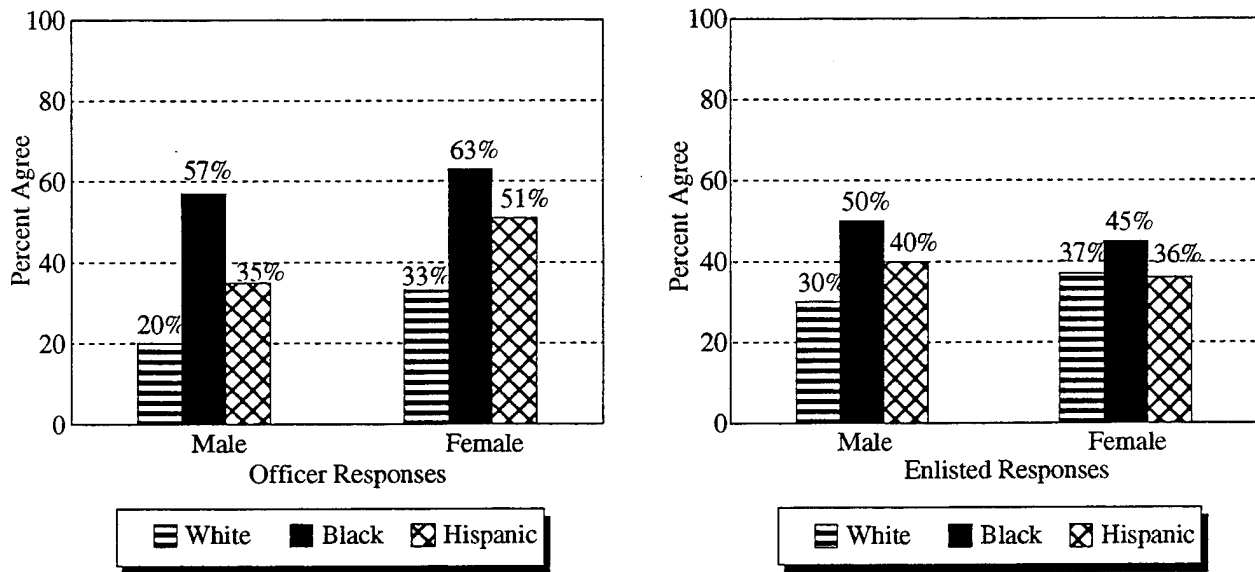 Percent Agree
100
80
60
40
20
0
20%
57%
35%
33%
63%
51%
Male
Female
Officer Responses
White
Black
Hispanic
Percent Agree
100
80
60
40
20
0
30%
50%
40%
37%
45%
36%
Male
Female
Enlisted Responses
White
Black
Hispanic